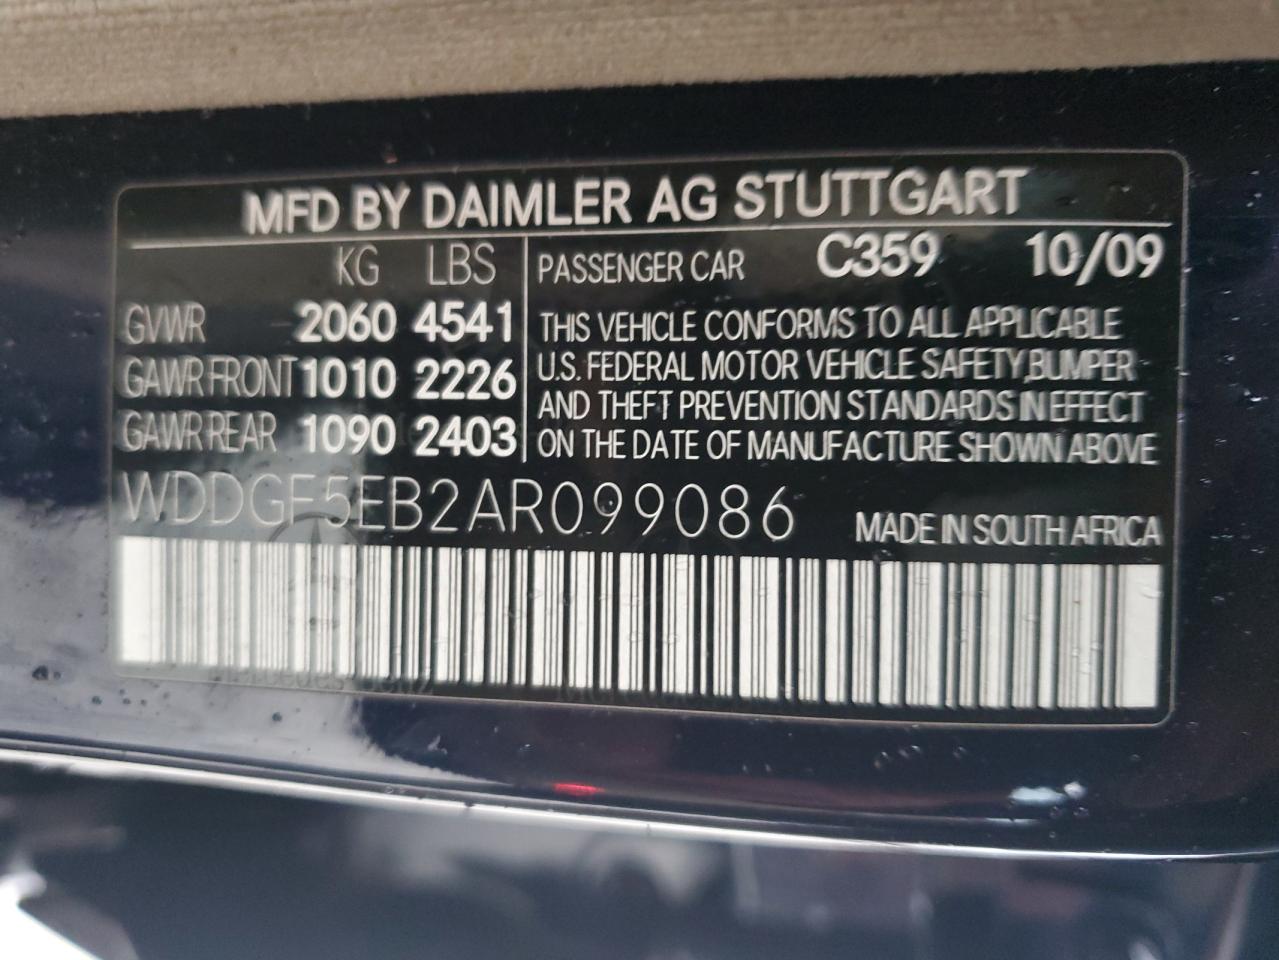 MFD BY DAIMLER AG STUTTGART
KG LBS
GVWR 2060 4541
GAWR FRONT 1010 2226
GAWR REAR 1090 2403
PASSENGER CAR C359 10/09
THIS VEHICLE CONFORMS TO ALL APPLICABLE
U.S. FEDERAL MOTOR VEHICLE SAFETY, BUMPER
AND THEFT PREVENTION STANDARDS IN EFFECT
ON THE DATE OF MANUFACTURE SHOWN ABOVE
WDDGF5EB2AR099086
MADE IN SOUTH AFRICA